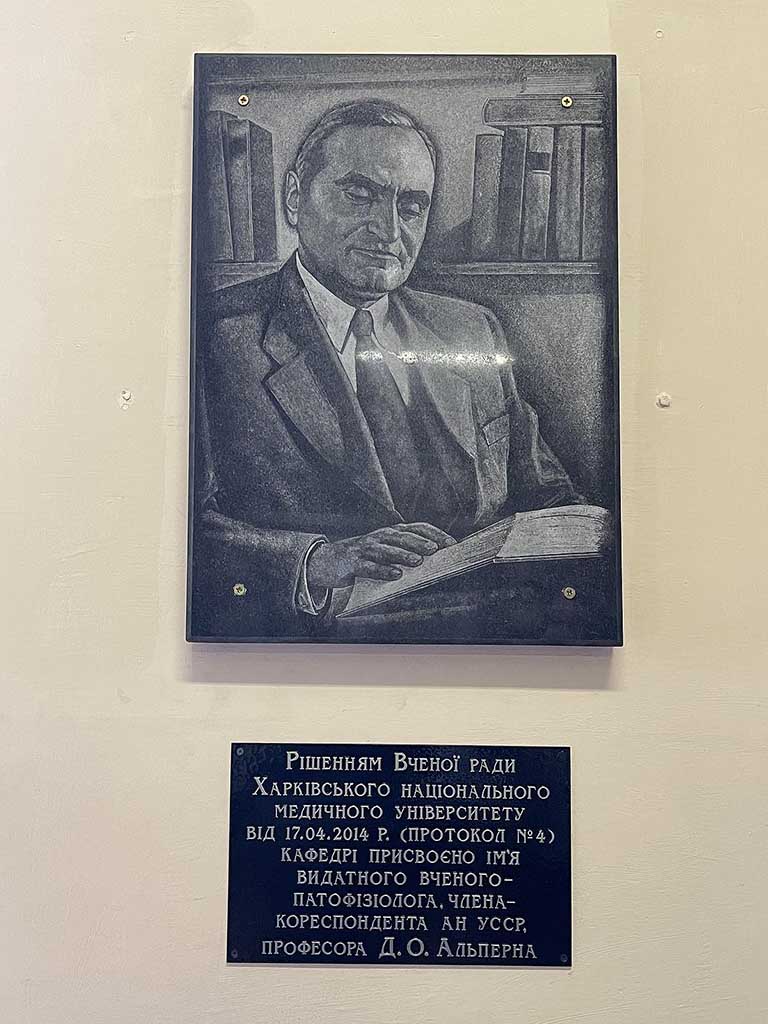 Рішенням Вченої ради
Харківського національного
медичного університету
від 17.04.2014 р. (протокол №4)
кафедрі присвоєно ім'я
видатного вченого-
патофізіолога, члена-
кореспондента АН УССР,
професора Д. О. Альперна